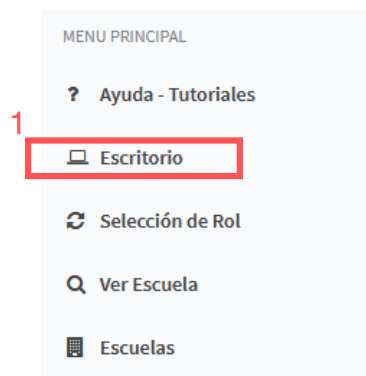 MENU PRINCIPAL
? Ayuda - Tutoriales
1
Escritorio
Selección de Rol
Ver Escuela
Escuelas